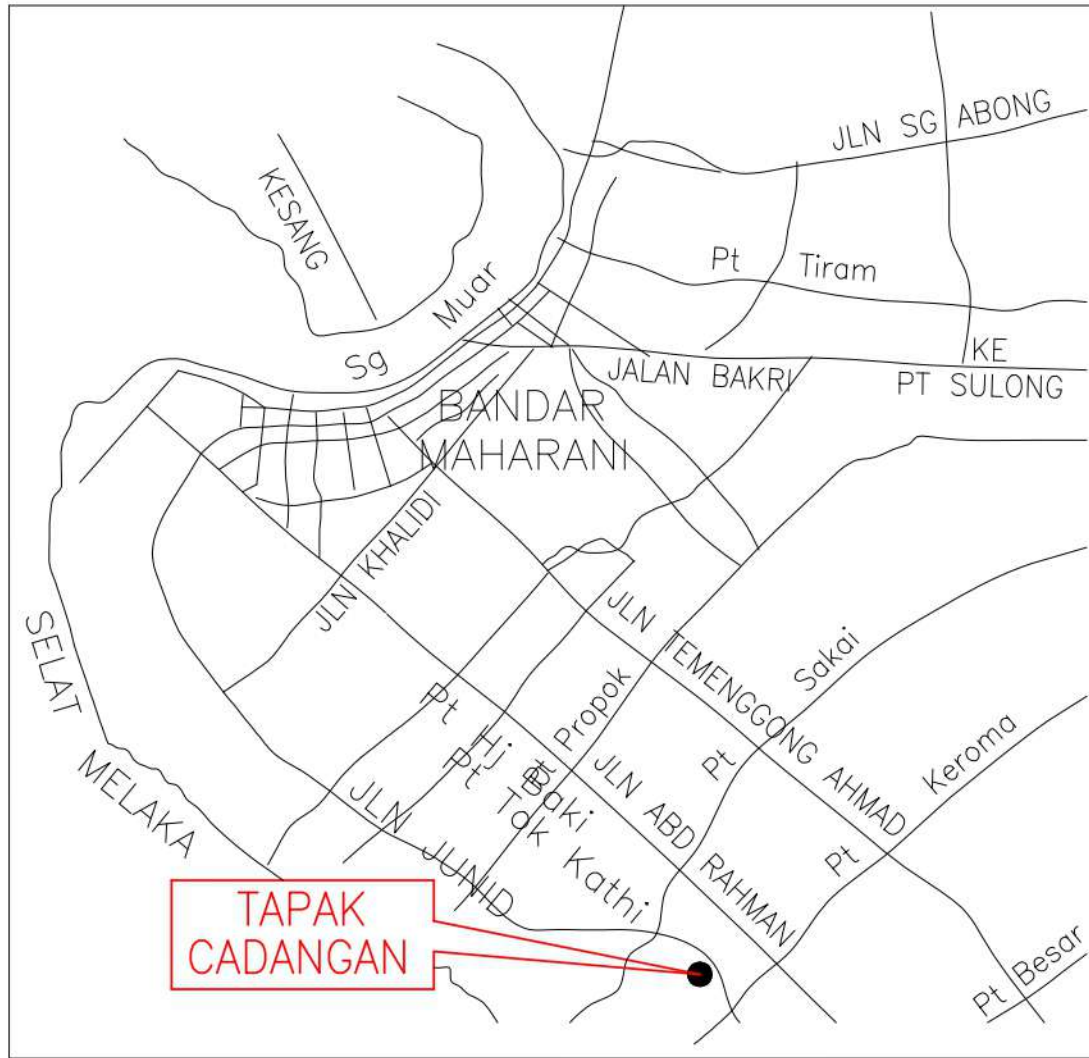 JLN SG ABONG
KESANG
Pt Tiram
Sg Muar
KE
PT SULONG
JALAN BAKRI
BANDAR
MAHARANI
JLN KHALIDI
SELAT
MELAKA
JLN TEMENGGONG AHMAD
Pt Sakai
Pt Propok
Pt Keroma
Pt Hj Baki
Pt Tok Kathi
JLN ABD RAHMAN
JLN JUNID
TAPAK
CADANGAN
Pt Besar